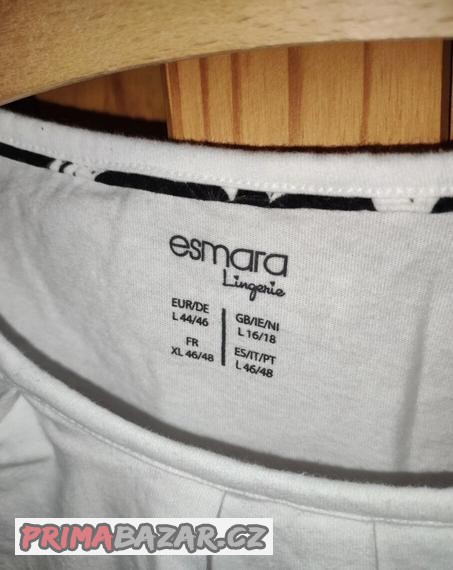 esmara
Lingerie
EUR/DE
L 44/46
FR
XL 46/48
GB/IE/NI
L 16/18
ES/IT/PT
L 46/48
PRIMABAZAR.CZ